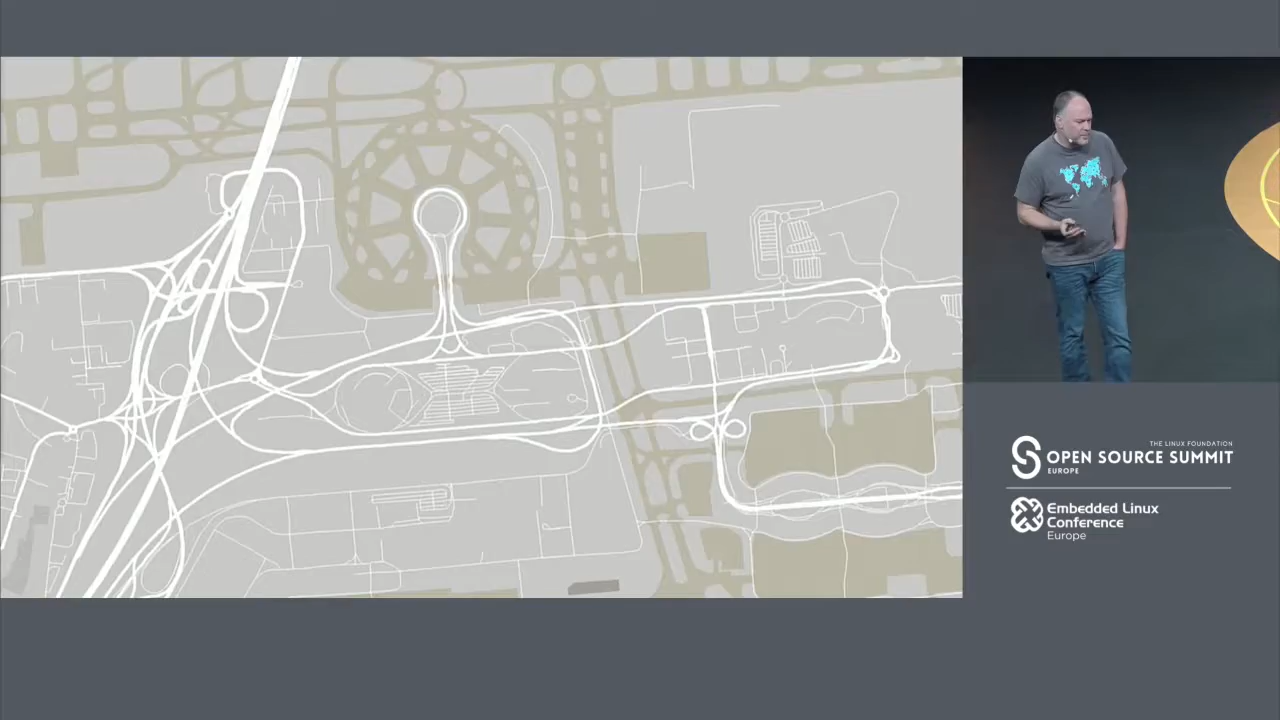 THE LINUX FOUNDATION
OPEN SOURCE SUMMIT
EUROPE
Embedded Linux
Conference
Europe